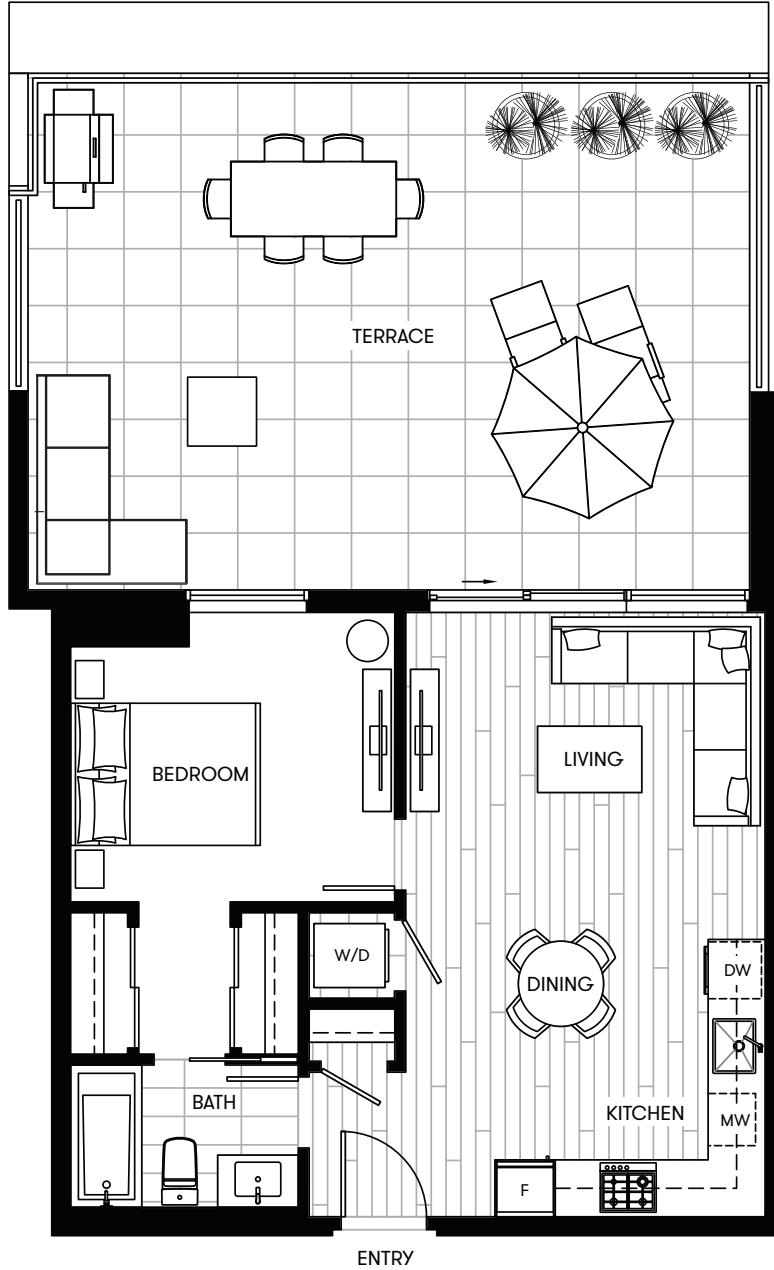 TERRACE
LIVING
BEDROOM
W/D
DW
DINING
BATH
KITCHEN
MW
F
ENTRY